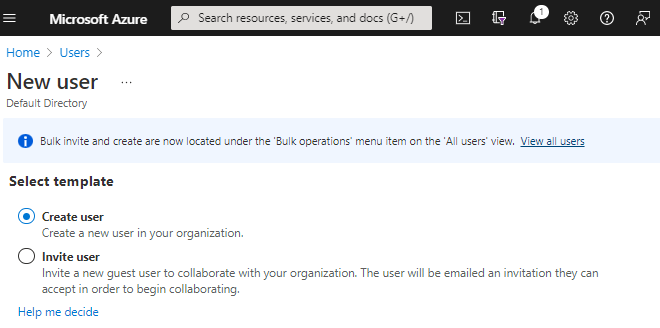 Microsoft Azure
Search resources, services, and docs (G+/)
1
Home > Users >
New user ...
Default Directory
Bulk invite and create are now located under the 'Bulk operations' menu item on the 'All users' view. View all users
Select template
Create user
Create a new user in your organization.
Invite user
Invite a new guest user to collaborate with your organization. The user will be emailed an invitation they can
accept in order to begin collaborating.
Help me decide